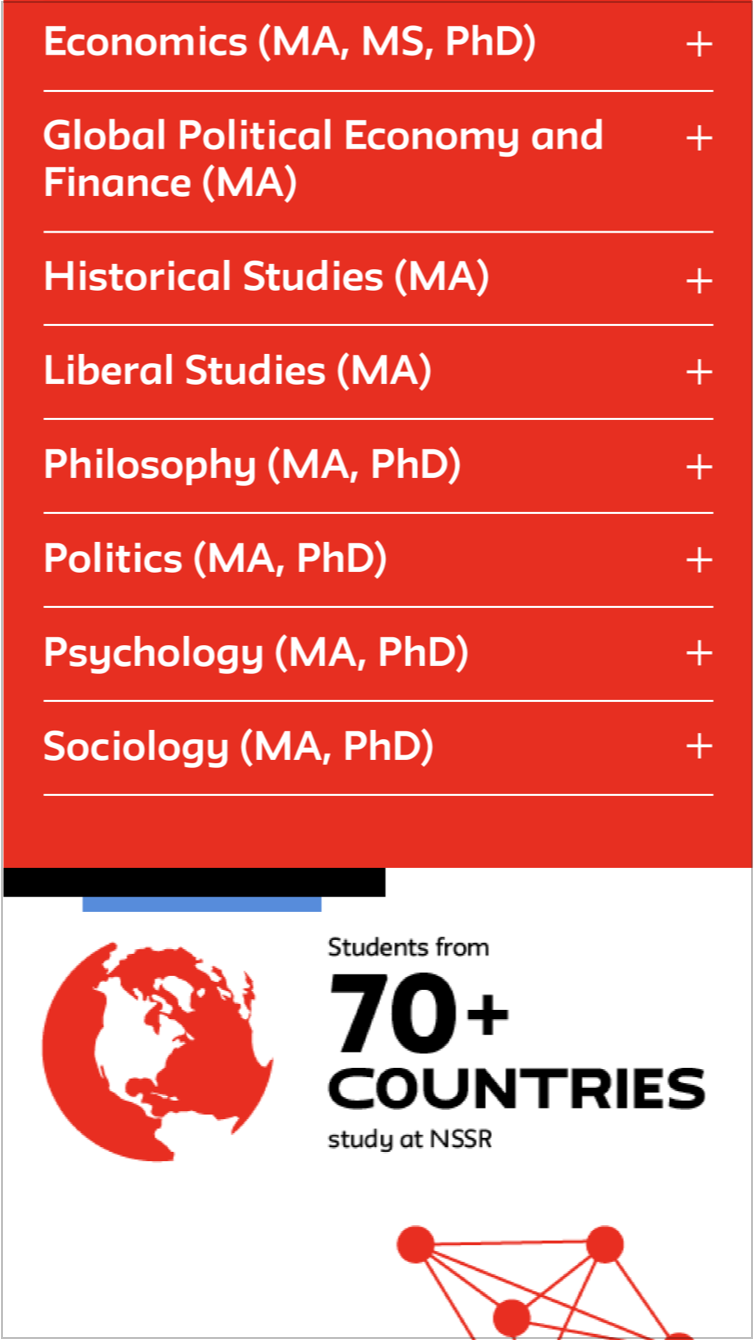 Economics (MA, MS, PhD) +
Global Political Economy and +
Finance (MA)
Historical Studies (MA) +
Liberal Studies (MA) +
Philosophy (MA, PhD) +
Politics (MA, PhD) +
Psychology (MA, PhD) +
Sociology (MA, PhD) +
Students from
70+
COUNTRIES
study at NSSR